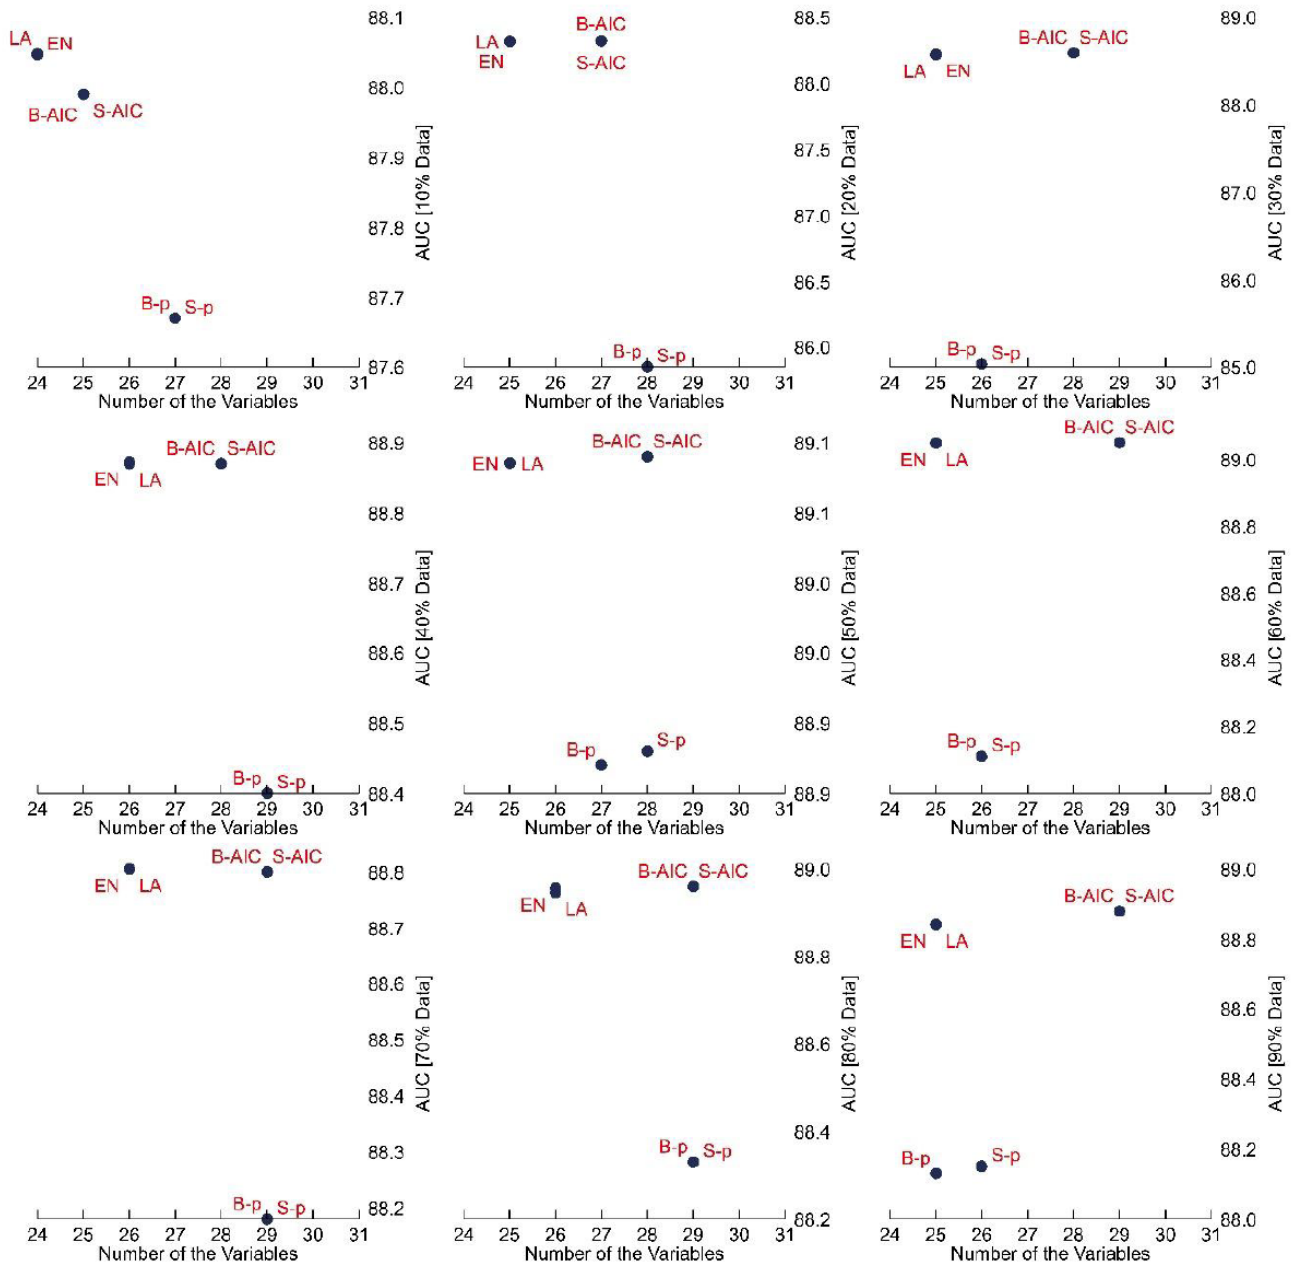 88.1
LA EN
88.0
B-AIC S-AIC
87.9
87.8
87.7
B-p S-p
87.6
24 25 26 27 28 29 30 31
Number of the Variables
AUC [10% Data]
88.5
B-AIC
LA
EN
S-AIC
88.0
87.5
87.0
86.5
86.0
B-p S-p
24 25 26 27 28 29 30 31
Number of the Variables
AUC [20% Data]
89.0
B-AIC S-AIC
LA EN
88.0
87.0
86.0
B-p S-p
85.0
24 25 26 27 28 29 30 31
Number of the Variables
AUC [30% Data]
88.9
B-AIC S-AIC
EN LA
88.8
88.7
88.6
88.5
B-p S-p
88.4
24 25 26 27 28 29 30 31
Number of the Variables
AUC [40% Data]
89.1
B-AIC S-AIC
EN LA
89.1
89.0
89.0
88.9
B-p S-p
88.9
24 25 26 27 28 29 30 31
Number of the Variables
AUC [50% Data]
B-AIC S-AIC
EN LA
89.0
88.8
88.6
88.4
88.2
B-p S-p
88.0
24 25 26 27 28 29 30 31
Number of the Variables
AUC [60% Data]
B-AIC S-AIC
88.8
EN LA
88.7
88.6
88.5
88.4
88.3
88.2
B-p S-p
24 25 26 27 28 29 30 31
Number of the Variables
AUC [70% Data]
89.0
B-AIC S-AIC
EN LA
88.8
88.6
88.4
B-p S-p
88.2
24 25 26 27 28 29 30 31
Number of the Variables
AUC [80% Data]
89.0
B-AIC S-AIC
EN LA
88.8
88.6
88.4
88.2
B-p S-p
88.0
24 25 26 27 28 29 30 31
Number of the Variables
AUC [90% Data]